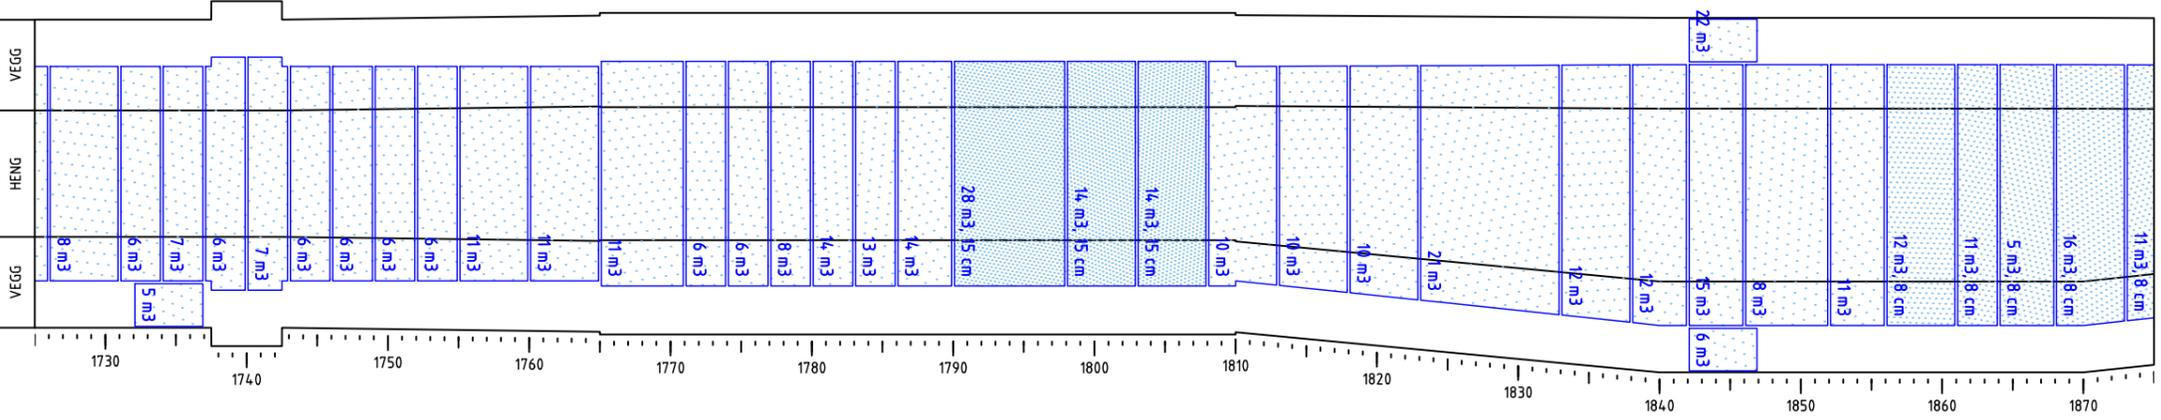 VEGG
HENG
VEGG
8 m3
6 m3
7 m3
6 m3
7 m3
6 m3
6 m3
6 m3
6 m3
11 m3
11 m3
11 m3
6 m3
6 m3
8 m3
14 m3
13 m3
14 m3
28 m3, 15 cm
14 m3, 15 cm
14 m3, 15 cm
10 m3
10 m3
10 m3
21 m3
12 m3
12 m3
15 m3
8 m3
11 m3
12 m3, 8 cm
11 m3, 8 cm
5 m3, 8 cm
16 m3, 8 cm
11 m3, 8 cm
22 m3
5 m3
6 m3
1730
1740
1750
1760
1770
1780
1790
1800
1810
1820
1830
1840
1850
1860
1870